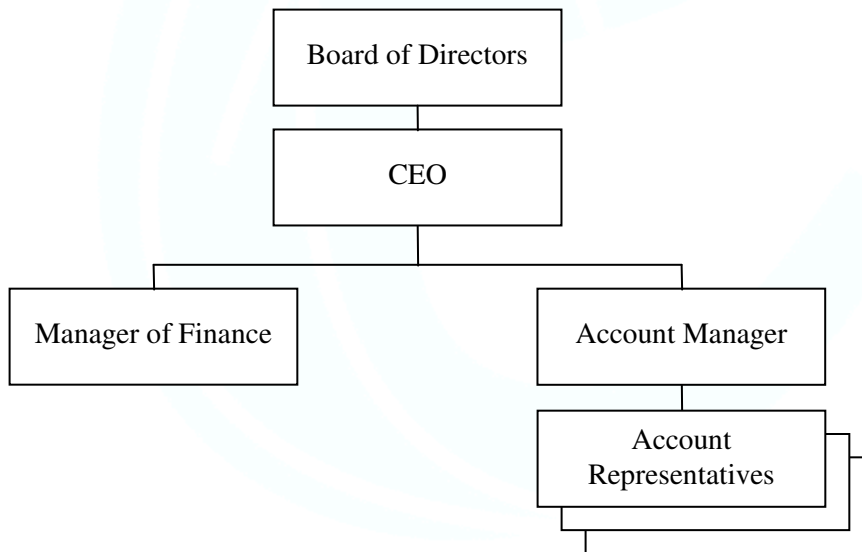 Board of Directors
CEO
Manager of Finance
Account Manager
Account
Representatives